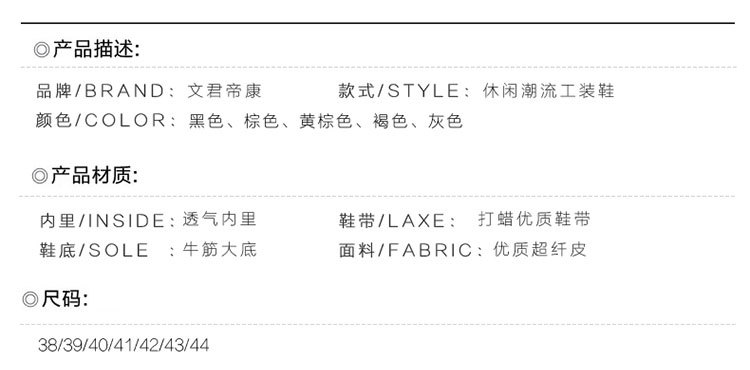 ◎产品描述:
品牌/BRAND：文君帝康 款式/STYLE：休闲潮流工装鞋
颜色/COLOR：黑色、棕色、黄棕色、褐色、灰色
◎产品材质:
内里/INSIDE：透气内里 鞋带/LAXE： 打蜡优质鞋带
鞋底/SOLE ：牛筋大底 面料/FABRIC：优质超纤皮
◎尺码:
38/39/40/41/42/43/44